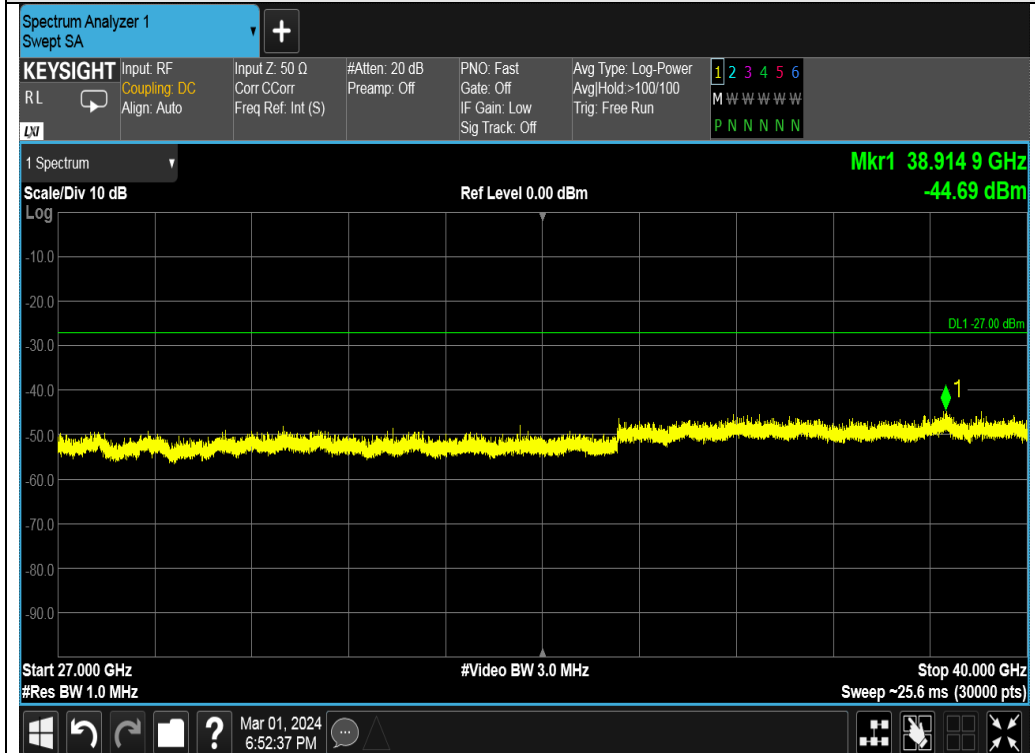 Spectrum Analyzer 1
Swept SA
+
KEYSIGHT
R L
LXI
Input: RF
Coupling: DC
Align: Auto
Input Z: 50 Ω
Corr CCorr
Freq Ref: Int (S)
#Atten: 20 dB
Preamp: Off
PNO: Fast
Gate: Off
IF Gain: Low
Sig Track: Off
Avg Type: Log-Power
Avg|Hold:>100/100
Trig: Free Run
1 2 3 4 5 6
M W W W W W
P N N N N N
1 Spectrum
Mkr1 38.914 9 GHz
-44.69 dBm
Scale/Div 10 dB
Ref Level 0.00 dBm
Log
-10.0
-20.0
DL1 -27.00 dBm
-30.0
-40.0
1
-50.0
-60.0
-70.0
-80.0
-90.0
Start 27.000 GHz
#Video BW 3.0 MHz
Stop 40.000 GHz
#Res BW 1.0 MHz
Sweep ~25.6 ms (30000 pts)
?
Mar 01, 2024
6:52:37 PM